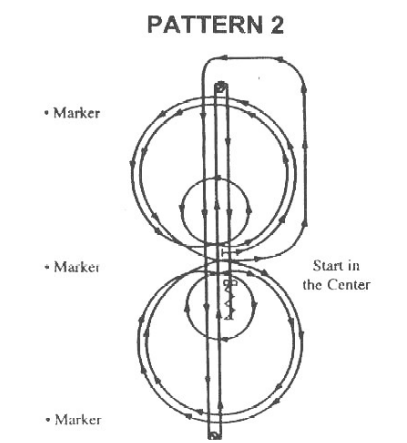 PATTERN 2
• Marker
• Marker
Start in
the Center
• Marker